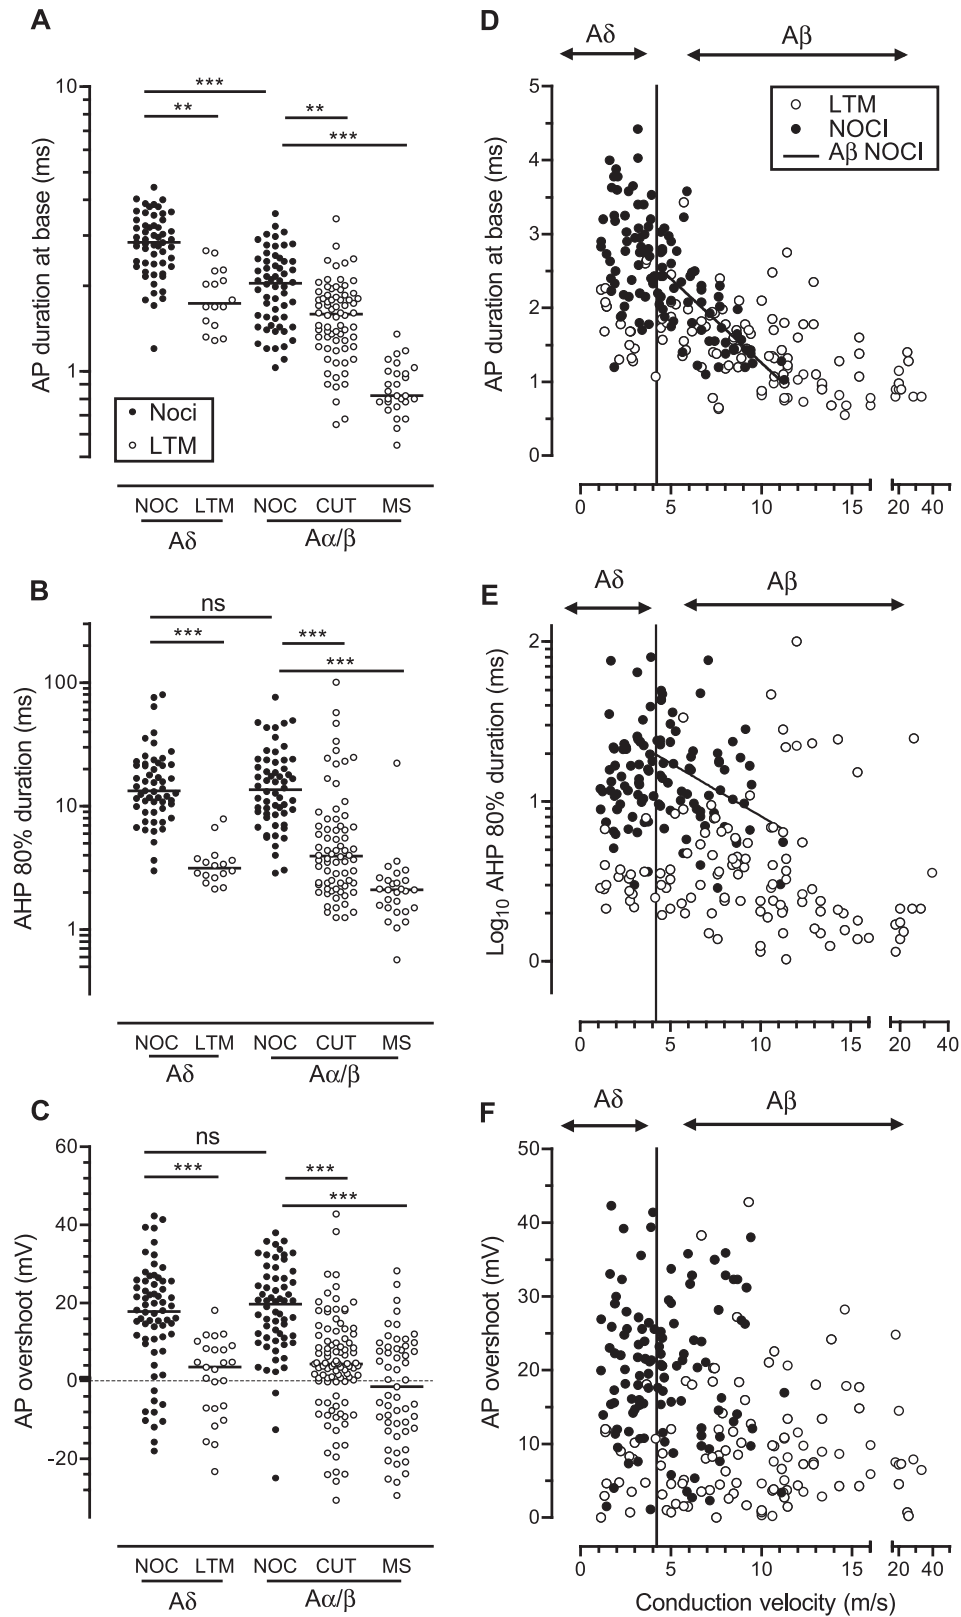 A
AP duration at base (ms)
10
1
***
**
**
***
Noci
LTM
NOC LTM NOC CUT MS
Aδ Aα/β
D
Aδ Aβ
AP duration at base (ms)
5
4
3
2
1
0
LTM
NOCI
Aβ NOCI
0 5 10 15 20 40
B
AHP 80% duration (ms)
100
10
1
ns
***
***
***
NOC LTM NOC CUT MS
Aδ Aα/β
E
Aδ Aβ
Log10 AHP 80% duration (ms)
2
1
0
0 5 10 15 20 40
C
AP overshoot (mV)
60
40
20
0
-20
ns
***
***
***
NOC LTM NOC CUT MS
Aδ Aα/β
F
Aδ Aβ
AP overshoot (mV)
50
40
30
20
10
0
0 5 10 15 20 40
Conduction velocity (m/s)